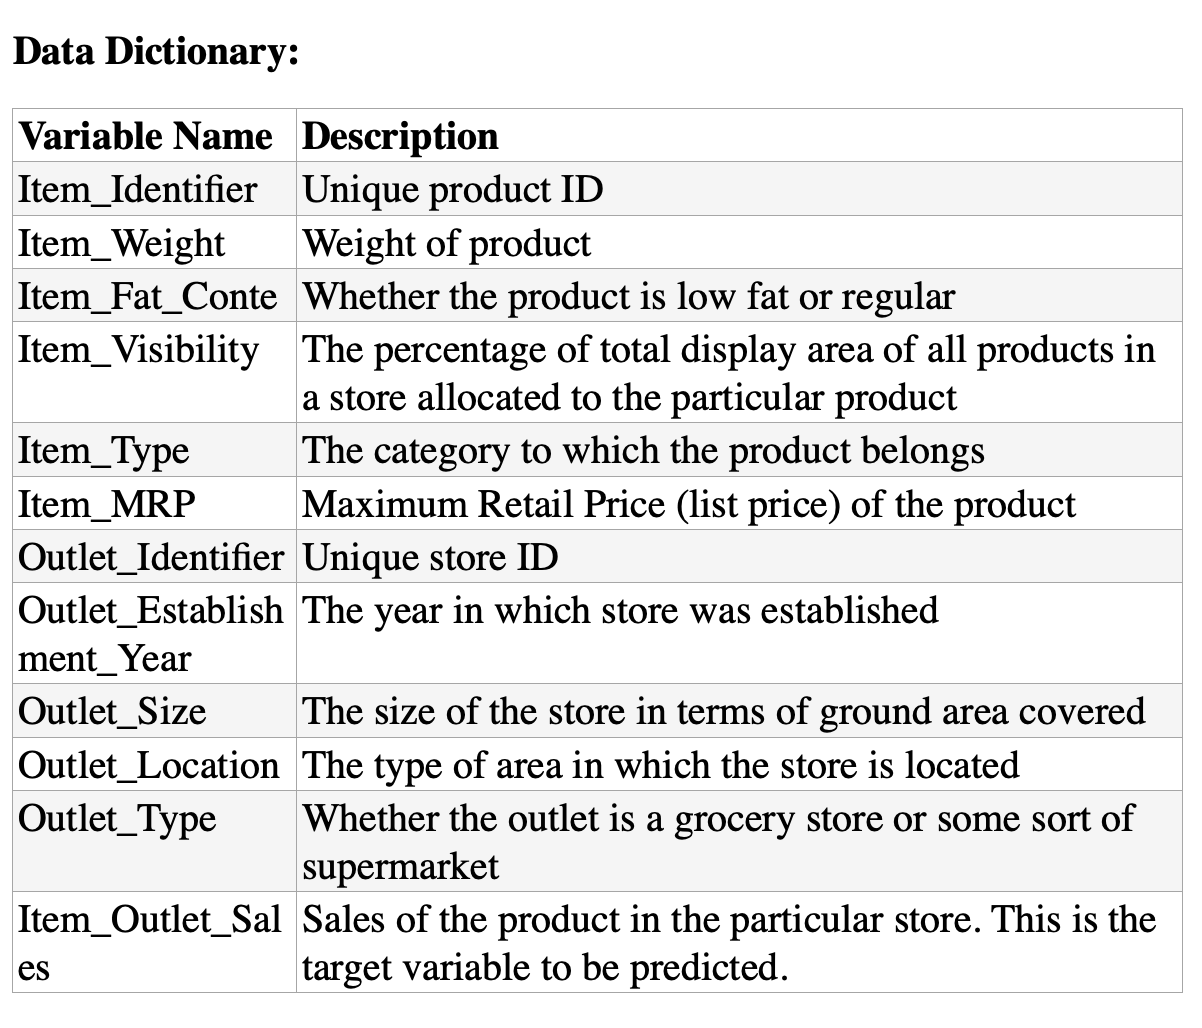 Data Dictionary:
Variable Name Description
Item_Identifier Unique product ID
Item_Weight Weight of product
Item_Fat_Conte Whether the product is low fat or regular
Item_Visibility The percentage of total display area of all products in
a store allocated to the particular product
Item_Type The category to which the product belongs
Item_MRP Maximum Retail Price (list price) of the product
Outlet_Identifier Unique store ID
Outlet_Establish The year in which store was established
ment_Year
Outlet_Size The size of the store in terms of ground area covered
Outlet_Location The type of area in which the store is located
Outlet_Type Whether the outlet is a grocery store or some sort of
supermarket
Item_Outlet_Sal Sales of the product in the particular store. This is the
es target variable to be predicted.